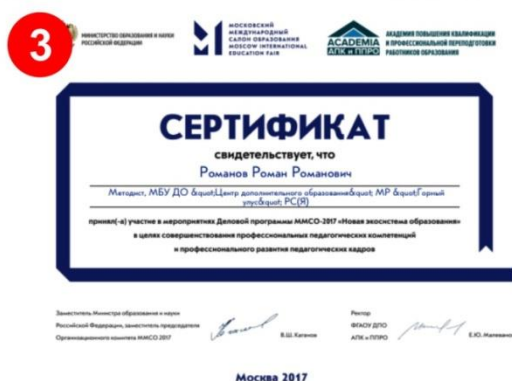 3
МИНИСТЕРСТВО ОБРАЗОВАНИЯ И НАУКИ
РОССИЙСКОЙ ФЕДЕРАЦИИ
МОСКОВСКИЙ
МЕЖДУНАРОДНЫЙ
САЛОН ОБРАЗОВАНИЯ
MOSCOW INTERNATIONAL
EDUCATION FAIR
ACADEMIA
АПК и ППРО
АКАДЕМИЯ ПОВЫШЕНИЯ КВАЛИФИКАЦИИ
И ПРОФЕССИОНАЛЬНОЙ ПЕРЕПОДГОТОВКИ
РАБОТНИКОВ ОБРАЗОВАНИЯ
СЕРТИФИКАТ
свидетельствует, что
Романов Роман Романович
Методист, МБУ ДО &quot;Центр дополнительного образования&quot; МР &quot;Горный
улус&quot; РС(Я)
принял(-а) участие в мероприятиях Деловой программы ММСО-2017 «Новая экосистема образования»
в целях совершенствования профессиональных педагогических компетенций
и профессионального развития педагогических кадров
Заместитель Министра образования и науки
Российской Федерации, заместитель председателя
Организационного комитета ММСО 2017
В.Ш. Каганов
Ректор
ФГАОУ ДПО
АПК и ППРО
Е.Ю. Малеванов
Москва 2017